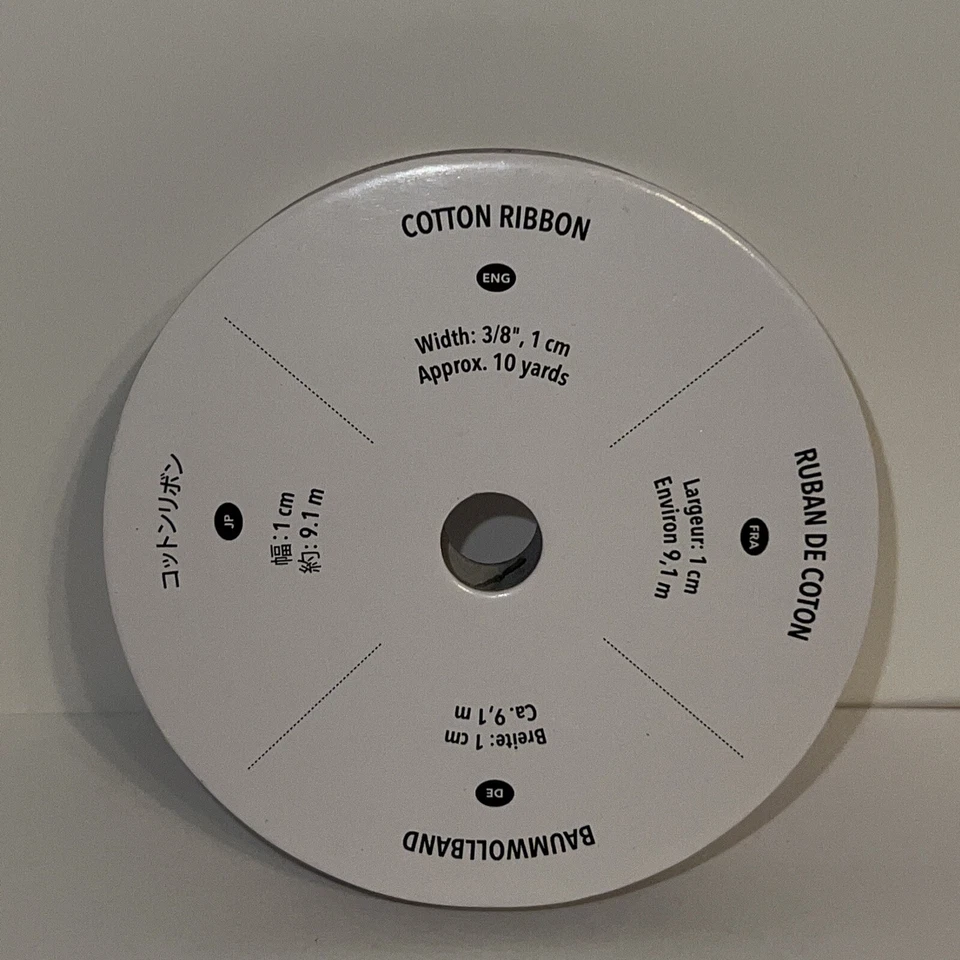 COTTON RIBBON
ENG
Width: 3/8", 1 cm
Approx. 10 yards
RUBAN DE COTON
FRA
Largeur: 1 cm
Environ 9,1 m
BAUMWOLLBAND
DE
Breite: 1 cm
Ca. 9,1 m
コットンリボン
JP
幅: 1 cm
約: 9.1 m